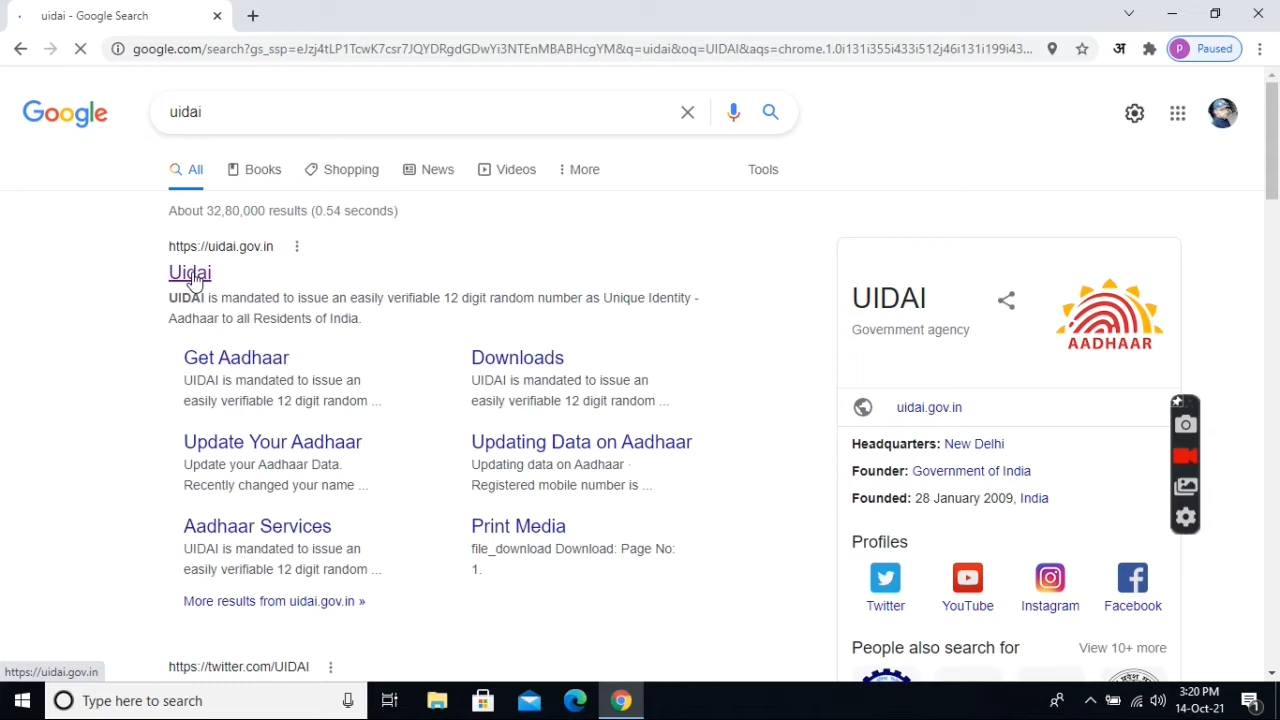 uidai - Google Search
google.com/search?gs_ssp=eJzj4tLP1TcwK7csr7JQYDRgdGDwYi3NTEnMBABHcgYM&q=uidai&oq=UIDAI&aqs=chrome.1.0i131i355i433i512j46i131i199i43...
अ
P Paused
Google
uidai
All
Books
Shopping
News
Videos
More
Tools
About 32,80,000 results (0.54 seconds)
https://uidai.gov.in
Uidai
UIDAI is mandated to issue an easily verifiable 12 digit random number as Unique Identity -
Aadhaar to all Residents of India.
Get Aadhaar
UIDAI is mandated to issue an
easily verifiable 12 digit random ...
Downloads
UIDAI is mandated to issue an
easily verifiable 12 digit random ...
Update Your Aadhaar
Update your Aadhaar Data.
Recently changed your name ...
Updating Data on Aadhaar
Updating data on Aadhaar ·
Registered mobile number is ...
Aadhaar Services
UIDAI is mandated to issue an
easily verifiable 12 digit random ...
Print Media
file_download Download: Page No:
1.
More results from uidai.gov.in »
https://twitter.com/UIDAI
UIDAI
Government agency
AADHAAR
uidai.gov.in
Headquarters: New Delhi
Founder: Government of India
Founded: 28 January 2009, India
Profiles
Twitter
YouTube
Instagram
Facebook
People also search for
View 10+ more
https://uidai.gov.in
Type here to search
3:20 PM
14-Oct-21
1